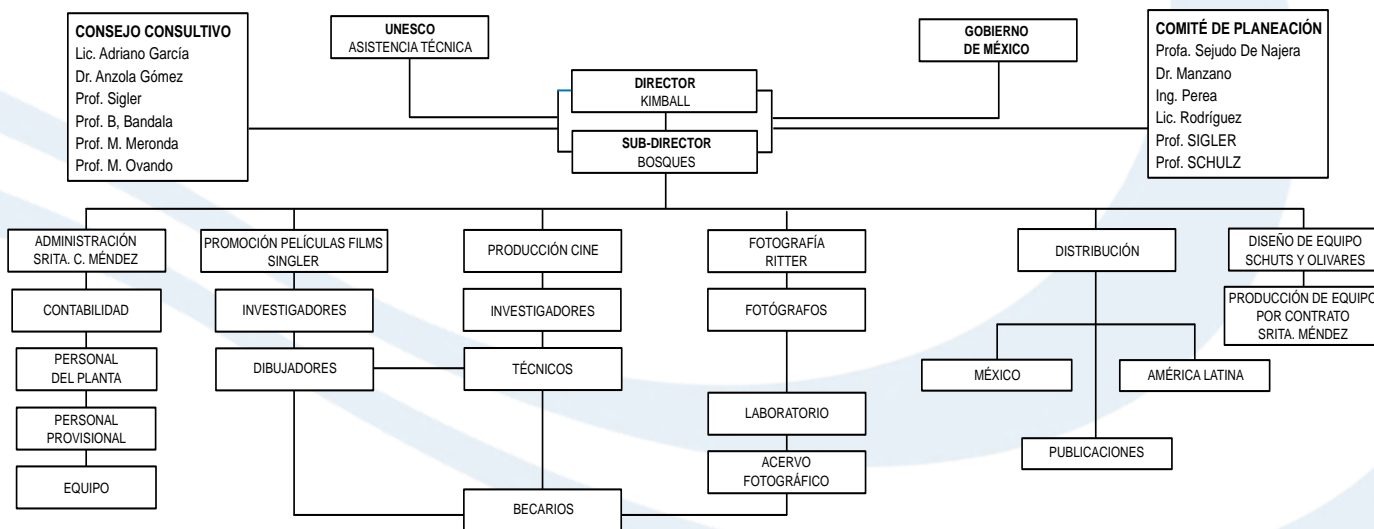 CONSEJO CONSULTIVO
Lic. Adriano García
Dr. Anzola Gómez
Prof. Sigler
Prof. B, Bandala
Prof. M. Meronda
Prof. M. Ovando
UNESCO
ASISTENCIA TÉCNICA
DIRECTOR
KIMBALL
SUB-DIRECTOR
BOSQUES
GOBIERNO
DE MÉXICO
COMITÉ DE PLANEACIÓN
Profa. Sejudo De Najera
Dr. Manzano
Ing. Perea
Lic. Rodríguez
Prof. SIGLER
Prof. SCHULZ
ADMINISTRACIÓN
SRITA. C. MÉNDEZ
CONTABILIDAD
PERSONAL
DEL PLANTA
PERSONAL
PROVISIONAL
EQUIPO
PROMOCIÓN PELÍCULAS FILMS
SINGLER
INVESTIGADORES
DIBUJADORES
PRODUCCIÓN CINE
INVESTIGADORES
TÉCNICOS
BECARIOS
FOTOGRAFÍA
RITTER
FOTÓGRAFOS
LABORATORIO
ACERVO
FOTOGRÁFICO
DISTRIBUCIÓN
MÉXICO
AMÉRICA LATINA
PUBLICACIONES
DISEÑO DE EQUIPO
SCHUTS Y OLIVARES
PRODUCCIÓN DE EQUIPO
POR CONTRATO
SRITA. MÉNDEZ